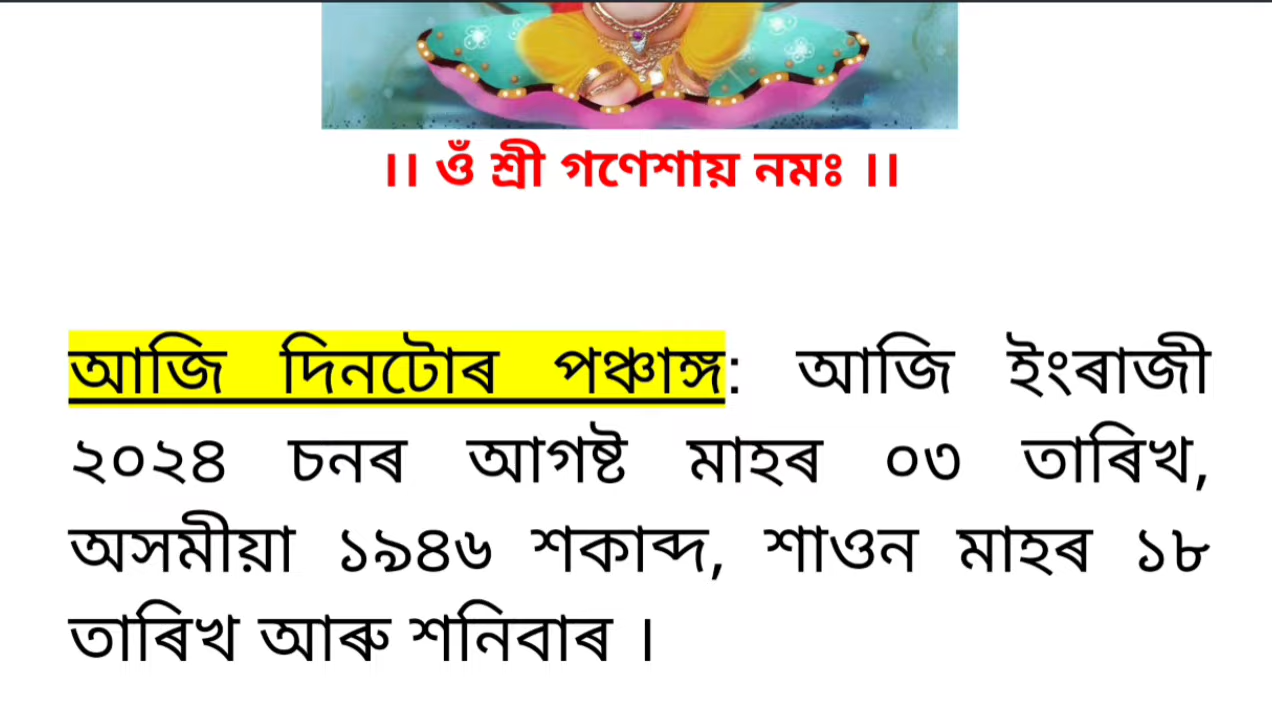 ।। ওঁ শ্ৰী গণেশায় নমঃ ।।
আজি দিনটোৰ পঞ্চাঙ্গ: আজি ইংৰাজী
২০২৪ চনৰ আগষ্ট মাহৰ ০৩ তাৰিখ,
অসমীয়া ১৯৪৬ শকাব্দ, শাওন মাহৰ ১৮
তাৰিখ আৰু শনিবাৰ ।